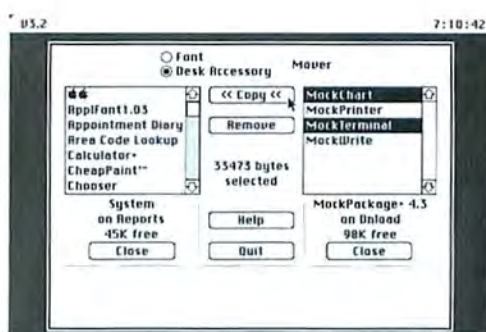 V3.2 7:10:42
Font
Desk Accessory
Mover
ApplFont1.03
Appointment Diary
Area Code Lookup
Calculator+
CheapPaint™
Chooser
<< Copy <<
Remove
33473 bytes
selected
MockChart
MockPrinter
MockTerminal
MockWrite
System
on Reports
45K free
Close
Help
Quit
MockPackage+ 4.3
on Unload
98K free
Close